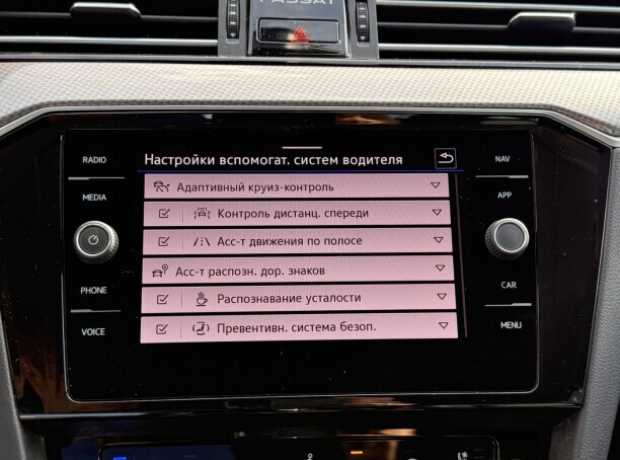 PASSAT
RADIO
MEDIA
PHONE
VOICE
Настройки вспомогат. систем водителя
Адаптивный круиз-контроль
Контроль дистанц. спереди
Асс-т движения по полосе
Асс-т распозн. дор. знаков
Распознавание усталости
Превентивн. система безоп.
NAV
APP
CAR
MENU
2